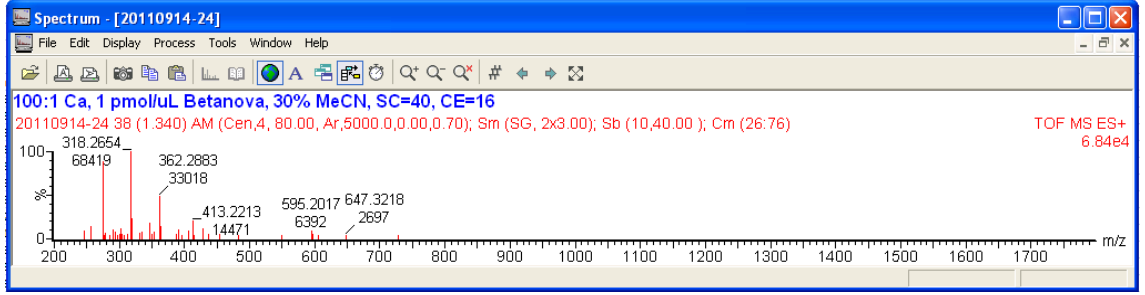 Spectrum - [20110914-24]
File Edit Display Process Tools Window Help
100:1 Ca, 1 pmol/uL Betanova, 30% MeCN, SC=40, CE=16
20110914-24 38 (1.340) AM (Cen,4, 80.00, Ar,5000.0,0.00,0.70); Sm (SG, 2x3.00); Sb (10,40.00 ); Cm (26:76) TOF MS ES+
6.84e4
100
318.2654
68419
362.2883
33018
413.2213
14471
595.2017
6392
647.3218
2697
%
0
200 300 400 500 600 700 800 900 1000 1100 1200 1300 1400 1500 1600 1700 m/z